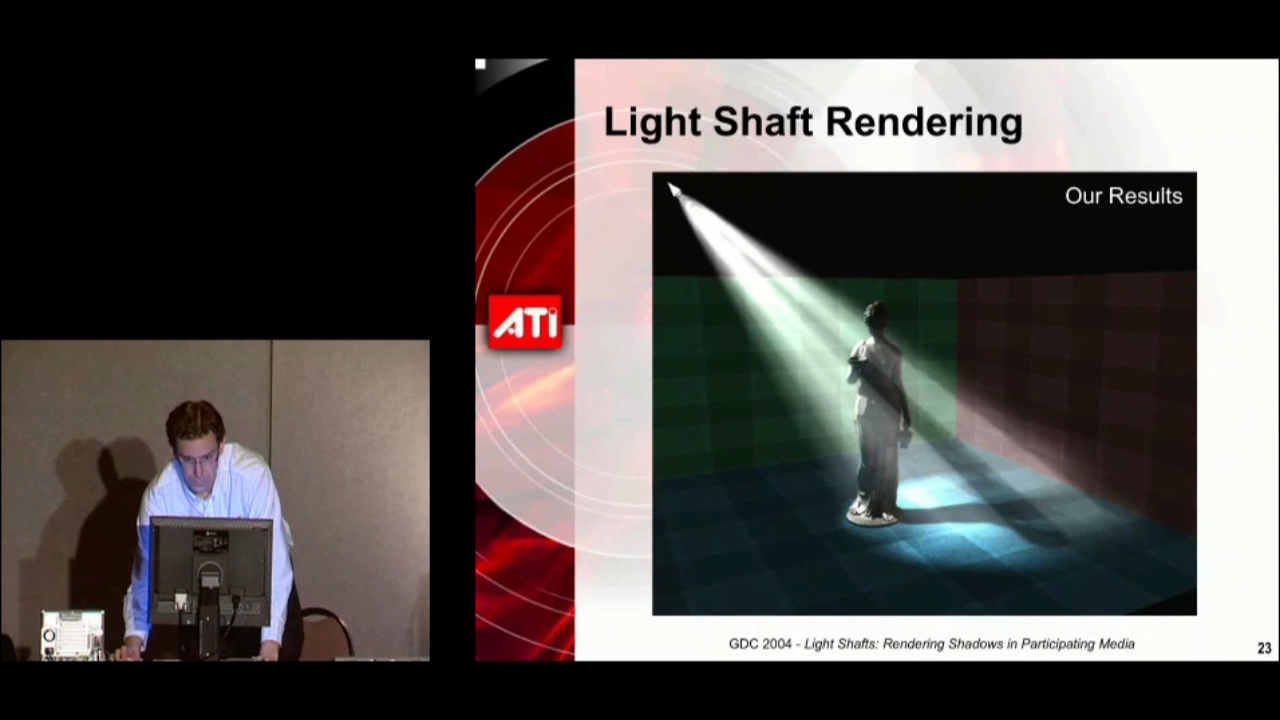 Light Shaft Rendering
Our Results
ATi
GDC 2004 - Light Shafts: Rendering Shadows in Participating Media
23